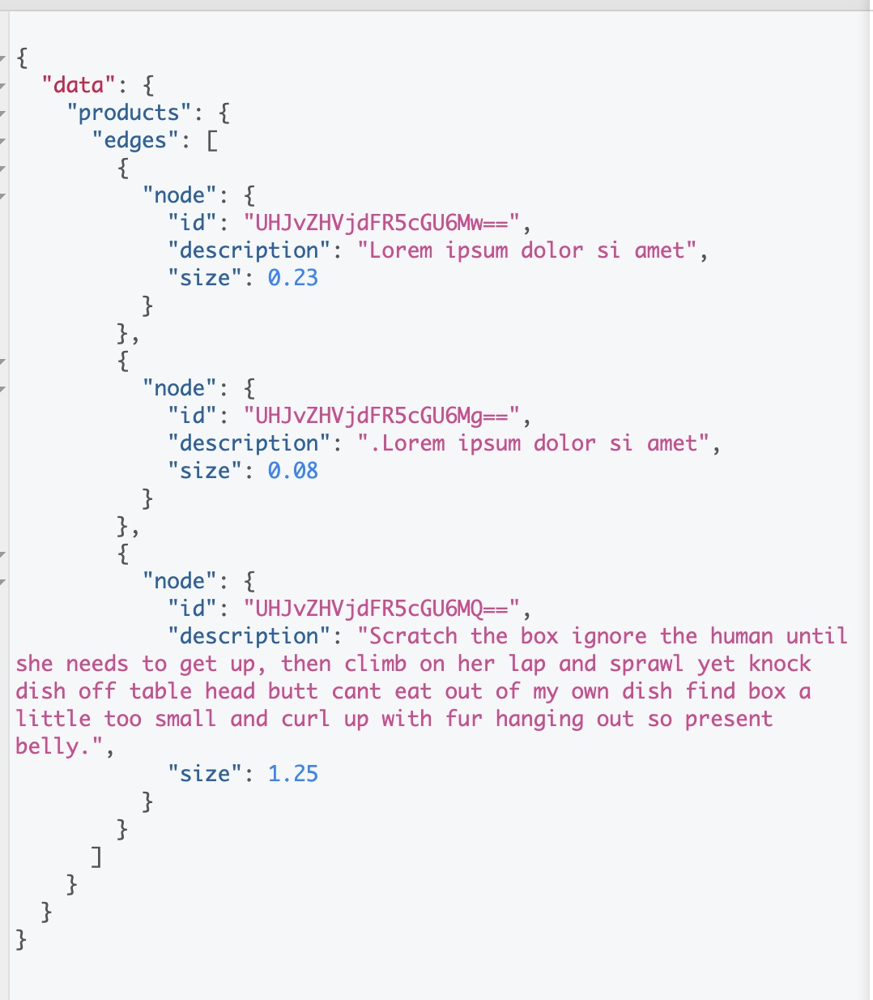 {
  "data": {
    "products": {
      "edges": [
        {
          "node": {
            "id": "UHJvZHVjdFR5cGU6Mw==",
            "description": "Lorem ipsum dolor si amet",
            "size": 0.23
          }
        },
        {
          "node": {
            "id": "UHJvZHVjdFR5cGU6Mg==",
            "description": ".Lorem ipsum dolor si amet",
            "size": 0.08
          }
        },
        {
          "node": {
            "id": "UHJvZHVjdFR5cGU6MQ==",
            "description": "Scratch the box ignore the human until
she needs to get up, then climb on her lap and sprawl yet knock
dish off table head butt cant eat out of my own dish find box a
little too small and curl up with fur hanging out so present
belly.",
            "size": 1.25
          }
        }
      ]
    }
  }
}